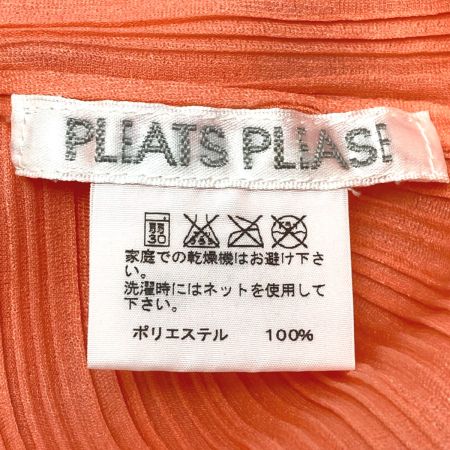 PLEATS PLEASE
家庭での乾燥機はお避け下さ
い。
洗濯時にはネットを使用して
下さい。
ポリエステル 100%